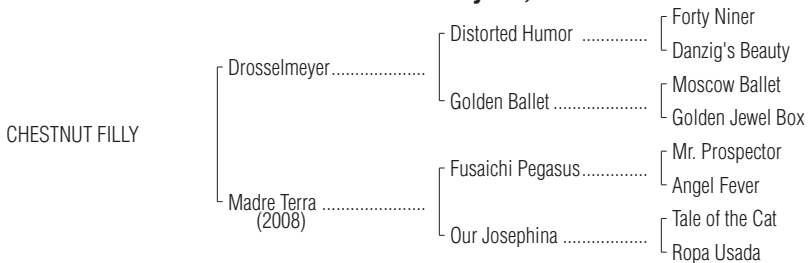 Forty Niner
Distorted Humor ..............
Danzig's Beauty
Drosselmeyer.....................
Moscow Ballet
Golden Ballet ....................
Golden Jewel Box
CHESTNUT FILLY
Mr. Prospector
Fusaichi Pegasus..............
Angel Fever
Madre Terra .......................
(2008)
Tale of the Cat
Our Josephina ..................
Ropa Usada